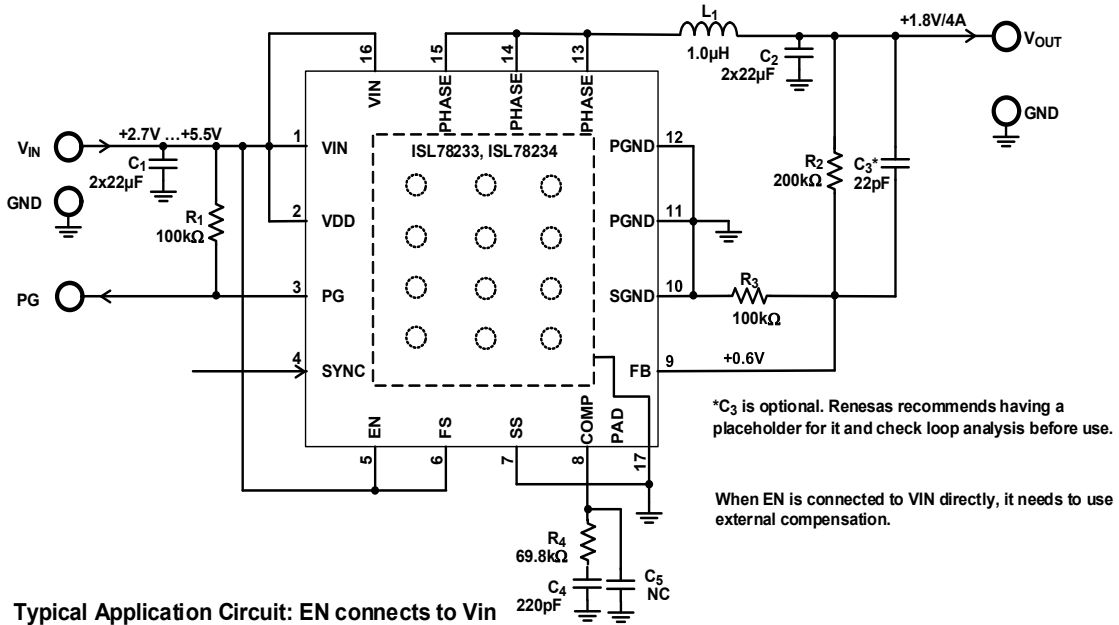 L1
1.0µH
+1.8V/4A
VOUT
C2
2x22µF
GND
16
15
14
13
VIN
PHASE
PHASE
PHASE
ISL78233, ISL78234
VIN
+2.7V …+5.5V
C1
2x22µF
GND
R1
100kΩ
PG
1
VIN
2
VDD
3
PG
4
SYNC
12
PGND
11
PGND
10
SGND
9
FB
+0.6V
R2
200kΩ
C3*
22pF
R3
100kΩ
EN
FS
SS
COMP
PAD
5
6
7
8
17
*C3 is optional. Renesas recommends having a
placeholder for it and check loop analysis before use.
When EN is connected to VIN directly, it needs to use
external compensation.
R4
69.8kΩ
C4
220pF
C5
NC
Typical Application Circuit: EN connects to Vin